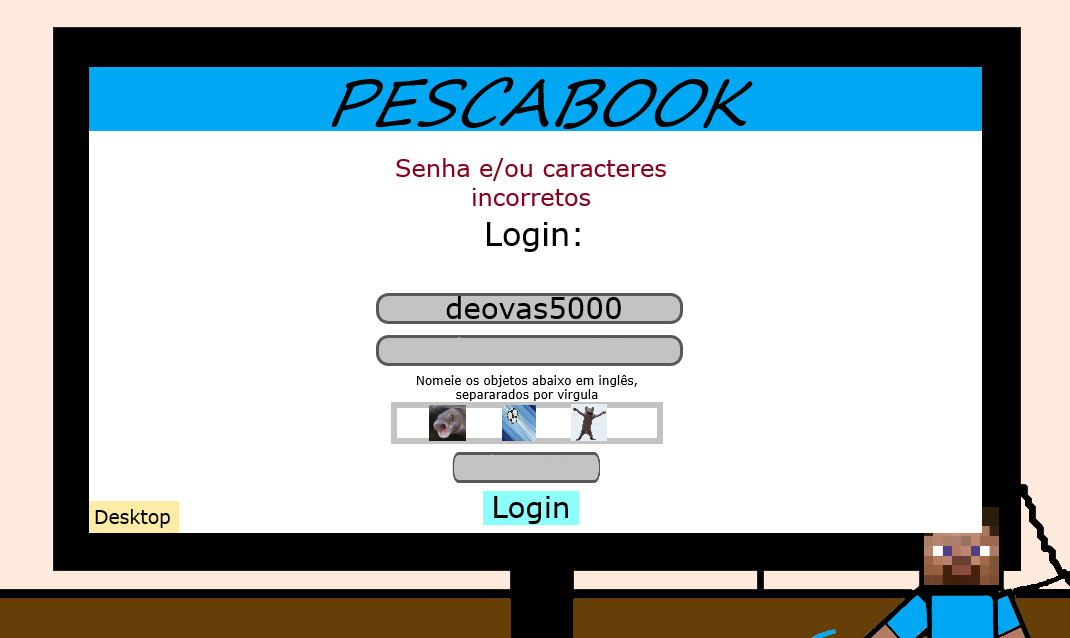 PESCABOOK
Senha e/ou caracteres
incorretos
Login:
deovas5000
Nomeie os objetos abaixo em inglês,
separarados por virgula
Login
Desktop